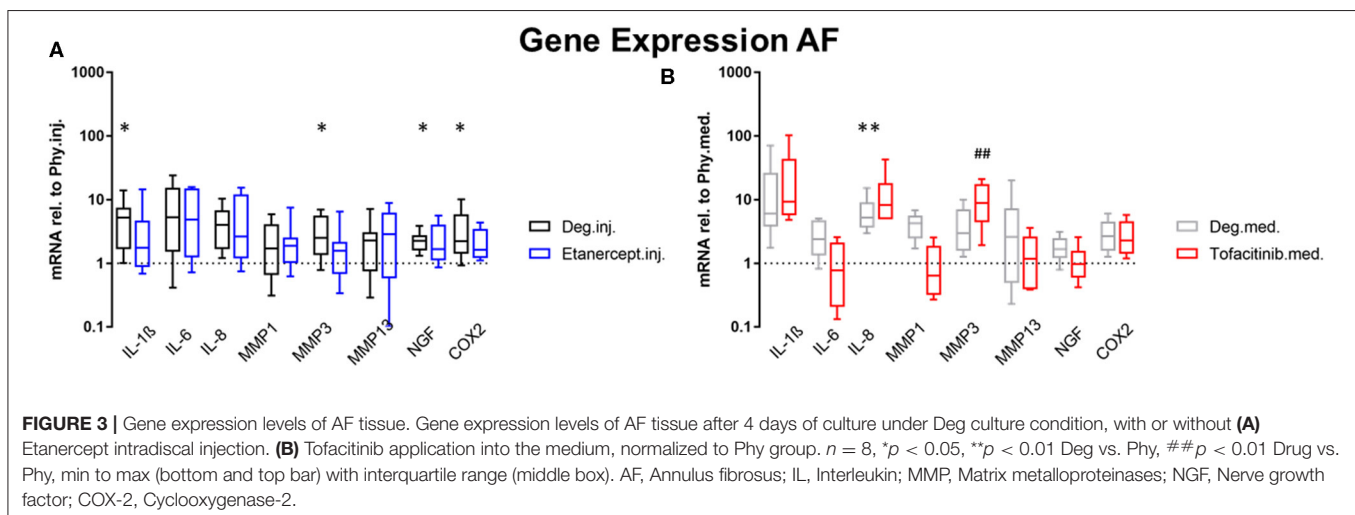 Gene Expression AF
A
mRNA rel. to Phy.inj.
1000
100
10
1
0.1
*
*
*
*
IL-1ß
IL-6
IL-8
MMP1
MMP3
MMP13
NGF
COX2
Deg.inj.
Etanercept.inj.
B
mRNA rel. to Phy.med.
1000
100
10
1
0.1
**
##
IL-1ß
IL-6
IL-8
MMP1
MMP3
MMP13
NGF
COX2
Deg.med.
Tofacitinib.med.
FIGURE 3 | Gene expression levels of AF tissue. Gene expression levels of AF tissue after 4 days of culture under Deg culture condition, with or without (A)
Etanercept intradiscal injection. (B) Tofacitinib application into the medium, normalized to Phy group. n = 8, *p < 0.05, **p < 0.01 Deg vs. Phy, ##p < 0.01 Drug vs.
Phy, min to max (bottom and top bar) with interquartile range (middle box). AF, Annulus fibrosus; IL, Interleukin; MMP, Matrix metalloproteinases; NGF, Nerve growth
factor; COX-2, Cyclooxygenase-2.